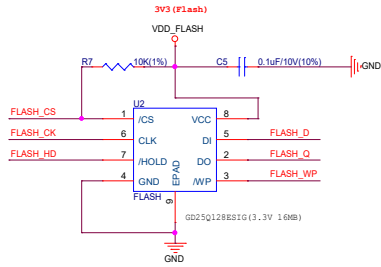 3V3(Flash)
VDD_FLASH
R7 10K(1%) C5 0.1uF/10V(10%) GND
U2
FLASH_CS 1 /CS VCC 8
FLASH_CK 6 CLK DI 5 FLASH_D
FLASH_HD 7 /HOLD DO 2 FLASH_Q
4 GND EPAD /WP 3 FLASH_WP
FLASH 9 GD25Q128ESIG(3.3V 16MB)
GND